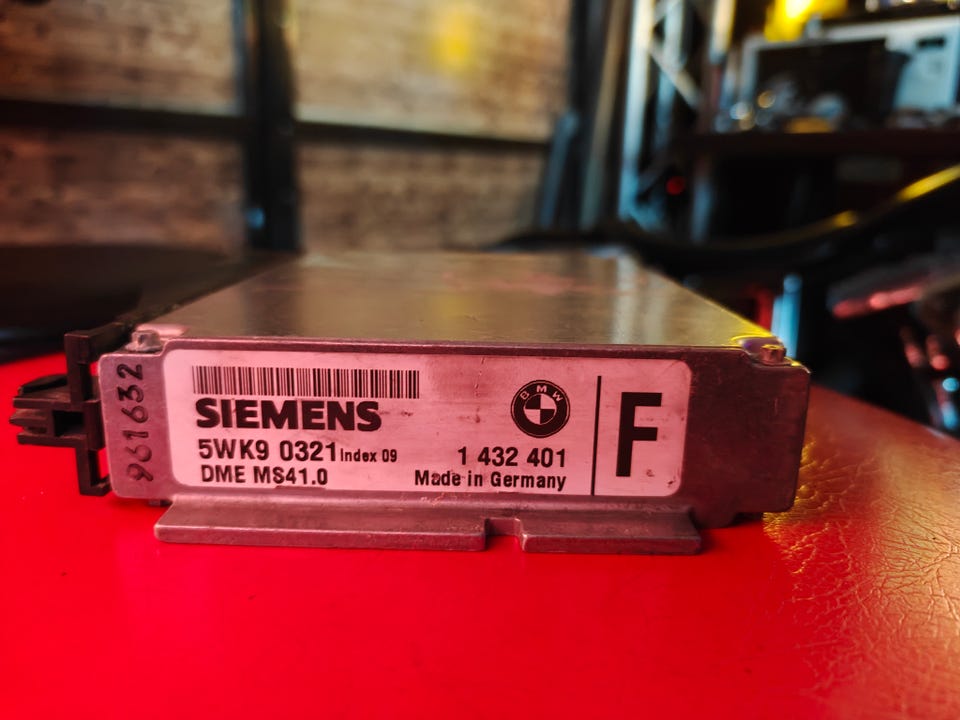 961632
SIEMENS
BMW
5WK9 0321 Index 09
1 432 401
DME MS41.0
Made in Germany
F